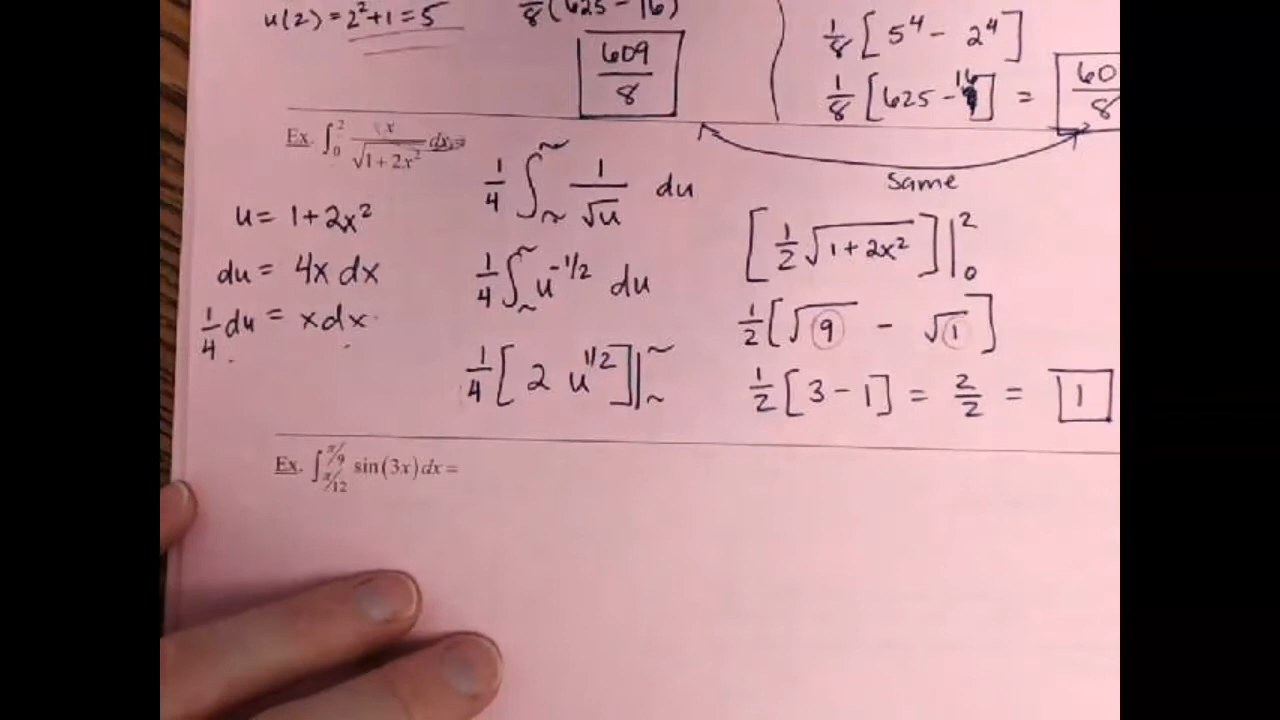 u(2) = 2²+1 = 5
1/8 (625 - 16)
609/8
1/8 [5⁴ - 2⁴]
1/8 [625 - 16] = 60 / 8
Same
Ex. ∫₀² x/√(1+2x²) dx =
u = 1+2x²
du = 4x dx
1/4 du = x dx
1/4 ∫~~ 1/√u du
1/4 ∫~~ u^(-1/2) du
1/4 [2 u^(1/2)]|~~
[1/2 √(1+2x²)]|₀²
1/2 [√9 - √1]
1/2 [3 - 1] = 2/2 = 1
Ex. ∫_(π/12)^(π/9) sin(3x) dx =